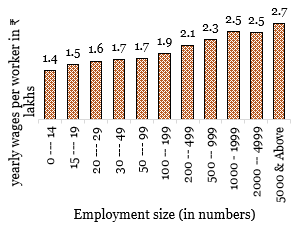 yearly wages per worker in ₹
lakhs
1.4
1.5
1.6
1.7
1.7
1.9
2.1
2.3
2.5
2.5
2.7
0 --- 14
15 --- 19
20 --- 29
30 --- 49
50 --- 99
100 --- 199
200 --- 499
500 -- 999
1000 - 1999
2000 -- 4999
5000 & Above
Employment size (in numbers)